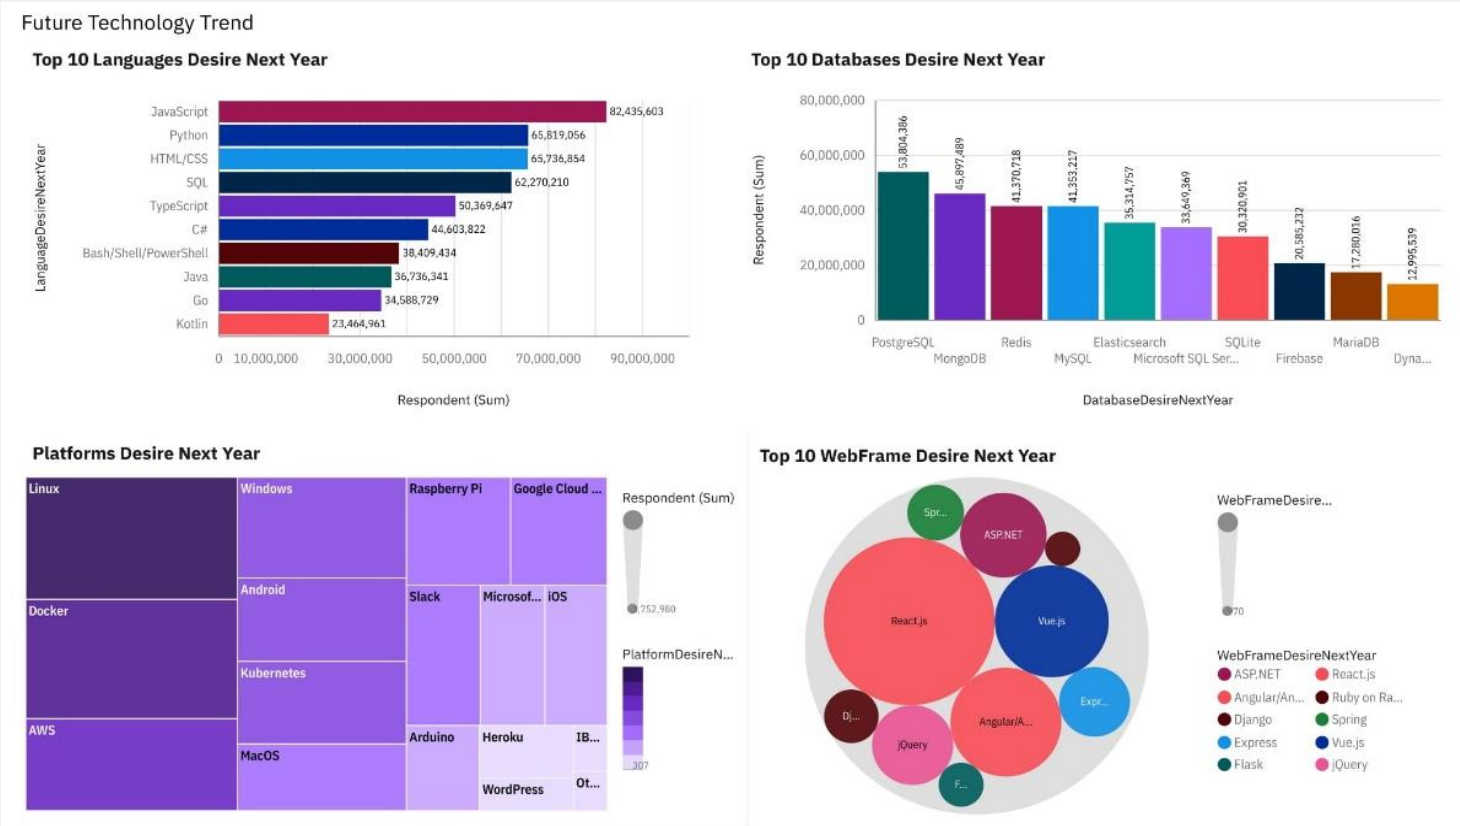 Future Technology Trend
Top 10 Languages Desire Next Year
LanguageDesireNextYear
JavaScript 82,435,603
Python 65,819,056
HTML/CSS 65,736,854
SQL 62,270,210
TypeScript 50,369,647
C# 44,603,822
Bash/Shell/PowerShell 38,409,434
Java 36,736,341
Go 34,588,729
Kotlin 23,464,961
0 10,000,000 30,000,000 50,000,000 70,000,000 90,000,000
Respondent (Sum)
Top 10 Databases Desire Next Year
Respondent (Sum)
80,000,000
60,000,000
40,000,000
20,000,000
0
53,804,386
45,897,489
41,370,718
41,353,217
35,314,757
33,649,369
30,320,901
20,585,232
17,280,016
12,995,539
PostgreSQL
MongoDB
Redis
MySQL
Elasticsearch
Microsoft SQL Ser...
SQLite
Firebase
MariaDB
Dyna...
DatabaseDesireNextYear
Platforms Desire Next Year
Linux
Docker
AWS
Windows
Android
Kubernetes
MacOS
Raspberry Pi
Google Cloud ...
Slack
Microsof...
iOS
Arduino
Heroku
IB...
WordPress
Ot...
Respondent (Sum)
,752,980
PlatformDesireN...
...307
Top 10 WebFrame Desire Next Year
Spr...
ASP.NET
React.js
Vue.js
Expr...
Dj...
jQuery
Angular/A...
F...
WebFrameDesire...
70
WebFrameDesireNextYear
ASP.NET React.js
Angular/An... Ruby on Ra...
Django Spring
Express Vue.js
Flask jQuery